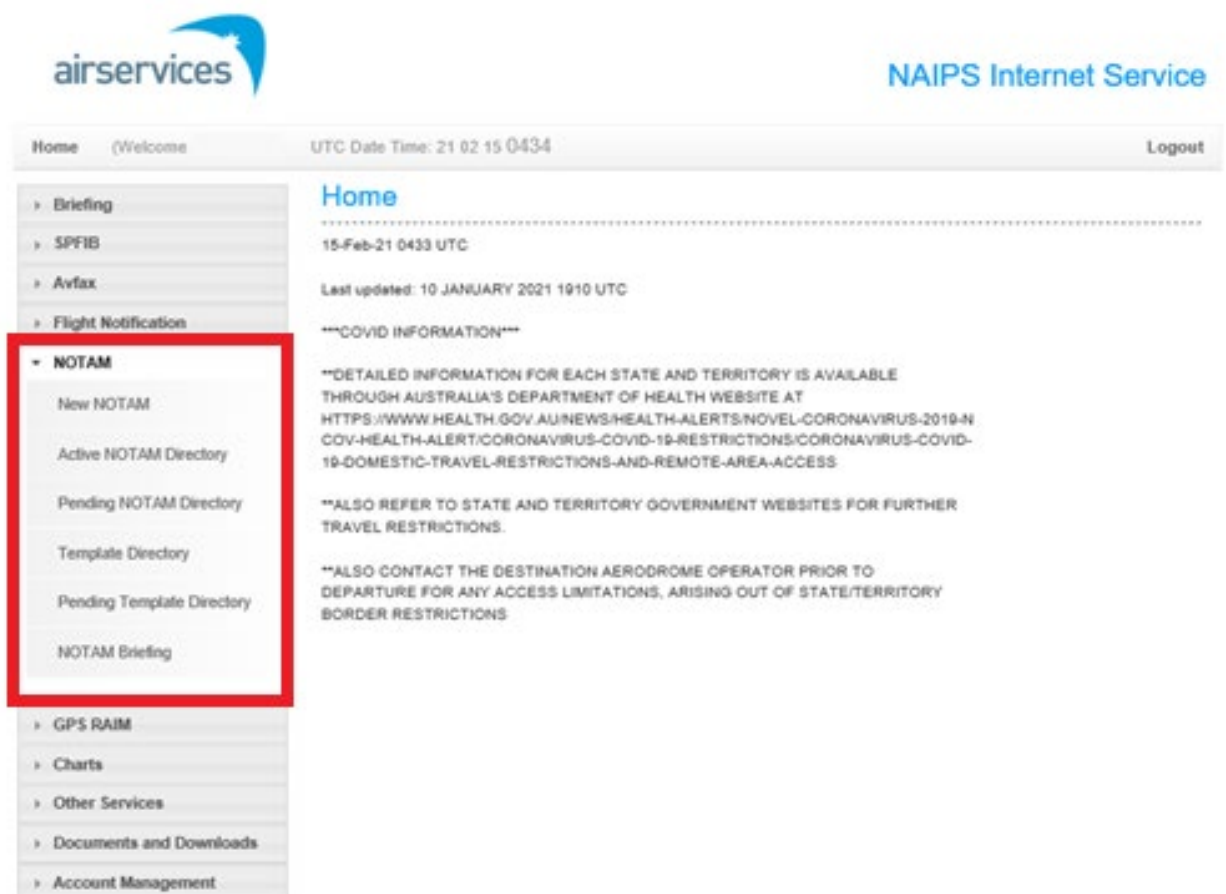 airservices
NAIPS Internet Service
Home (Welcome UTC Date Time: 21 02 15 0434 Logout
Briefing
SPFIB
Avfax
Flight Notification
NOTAM
New NOTAM
Active NOTAM Directory
Pending NOTAM Directory
Template Directory
Pending Template Directory
NOTAM Briefing
GPS RAIM
Charts
Other Services
Documents and Downloads
Account Management
Home
15-Feb-21 0433 UTC
Last updated: 10 JANUARY 2021 1910 UTC
***COVID INFORMATION***
**DETAILED INFORMATION FOR EACH STATE AND TERRITORY IS AVAILABLE
THROUGH AUSTRALIA'S DEPARTMENT OF HEALTH WEBSITE AT
HTTPS://WWW.HEALTH.GOV.AU/NEWS/HEALTH-ALERTS/NOVEL-CORONAVIRUS-2019-N
COV-HEALTH-ALERT/CORONAVIRUS-COVID-19-RESTRICTIONS/CORONAVIRUS-COVID-
19-DOMESTIC-TRAVEL-RESTRICTIONS-AND-REMOTE-AREA-ACCESS
**ALSO REFER TO STATE AND TERRITORY GOVERNMENT WEBSITES FOR FURTHER
TRAVEL RESTRICTIONS.
**ALSO CONTACT THE DESTINATION AERODROME OPERATOR PRIOR TO
DEPARTURE FOR ANY ACCESS LIMITATIONS, ARISING OUT OF STATE/TERRITORY
BORDER RESTRICTIONS